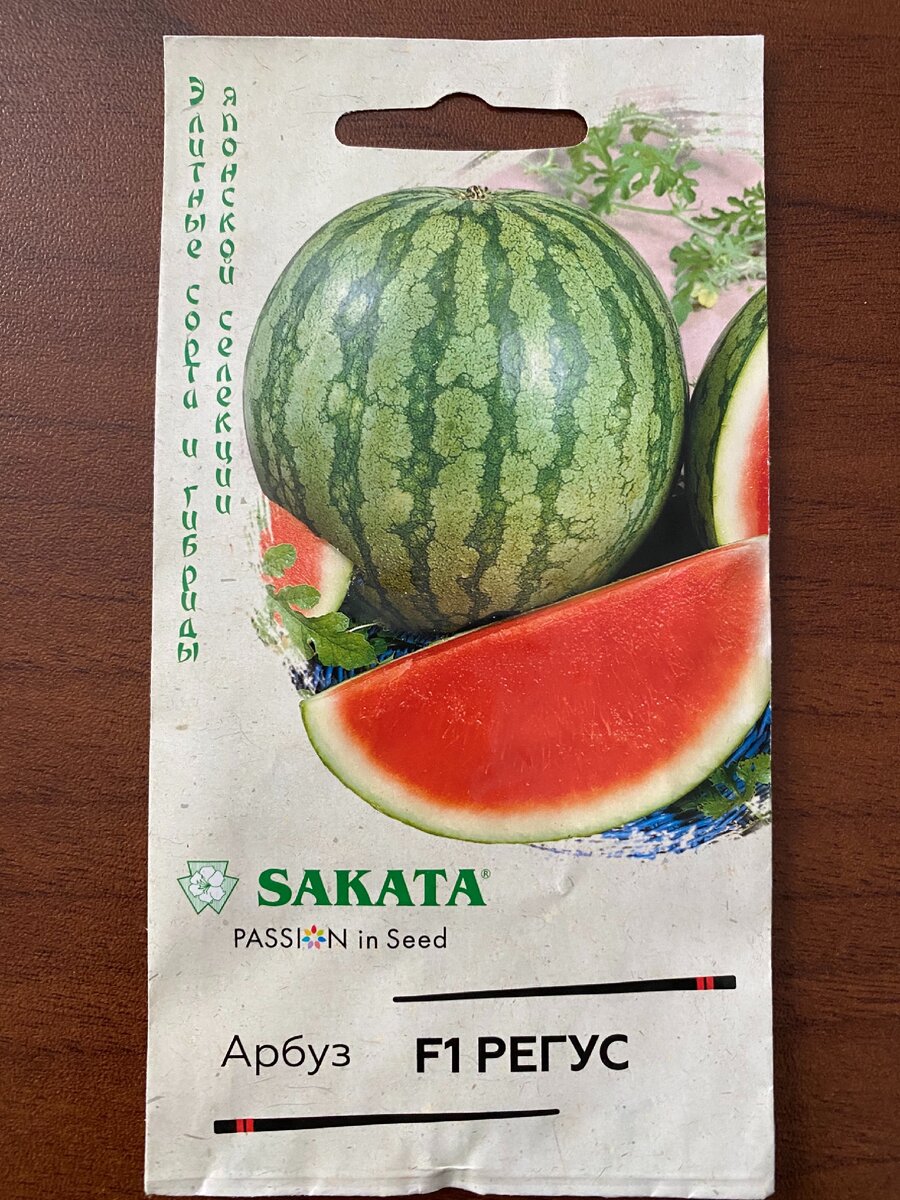 Элитные сорта и гибриды
японской селекции
SAKATA®
PASSION in Seed
Арбуз F1 РЕГУС